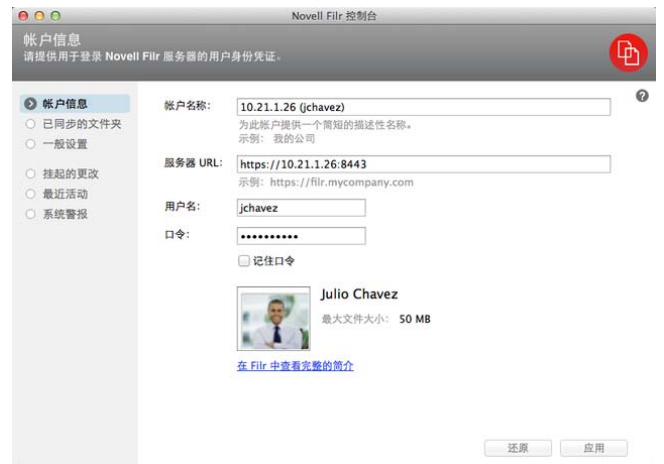 Novell Filr 控制台
帐户信息
请提供用于登录 Novell Filr 服务器的用户身份凭证。
帐户信息
已同步的文件夹
一般设置
挂起的更改
最近活动
系统警报
帐户名称: 10.21.1.26 (jchavez)
为此帐户提供一个简短的描述性名称。
示例: 我的公司
服务器 URL: https://10.21.1.26:8443
示例: https://filr.mycompany.com
用户名: jchavez
口令: ••••••••••
记住口令
Julio Chavez
最大文件大小: 50 MB
在 Filr 中查看完整的简介
还原 应用